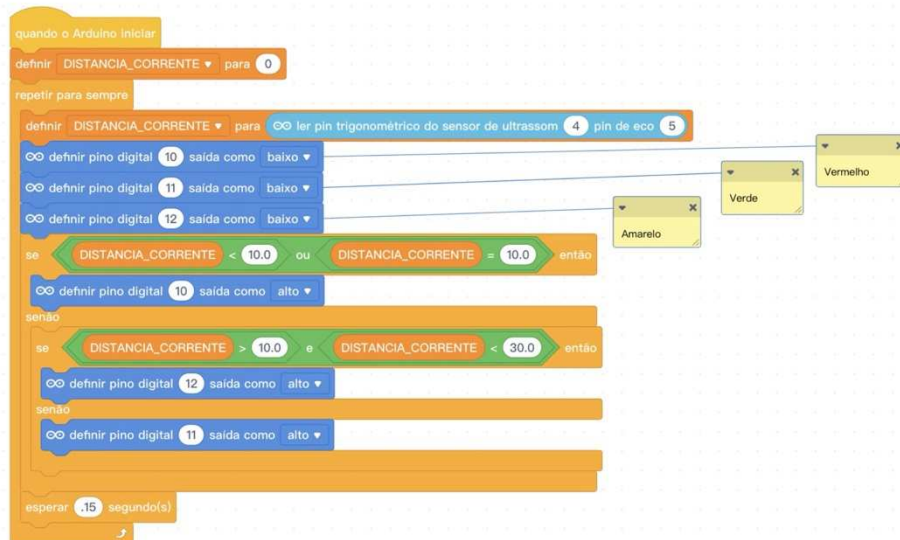 quando o Arduino iniciar
definir DISTANCIA_CORRENTE para 0
repetir para sempre
definir DISTANCIA_CORRENTE para ler pin trigonométrico do sensor de ultrassom 4 pin de eco 5
definir pino digital 10 saída como baixo
Vermelho
definir pino digital 11 saída como baixo
Verde
definir pino digital 12 saída como baixo
Amarelo
se DISTANCIA_CORRENTE < 10.0 ou DISTANCIA_CORRENTE = 10.0 então
definir pino digital 10 saída como alto
senão
se DISTANCIA_CORRENTE > 10.0 e DISTANCIA_CORRENTE < 30.0 então
definir pino digital 12 saída como alto
senão
definir pino digital 11 saída como alto
esperar .15 segundo(s)